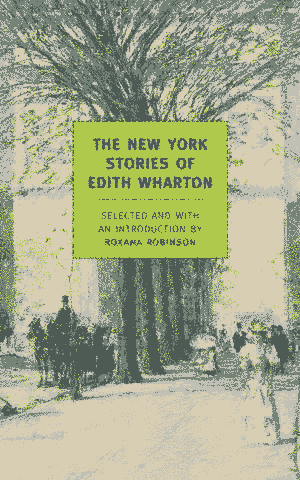 THE NEW YORK
STORIES OF
EDITH WHARTON
SELECTED AND WITH
AN INTRODUCTION BY
ROXANA ROBINSON